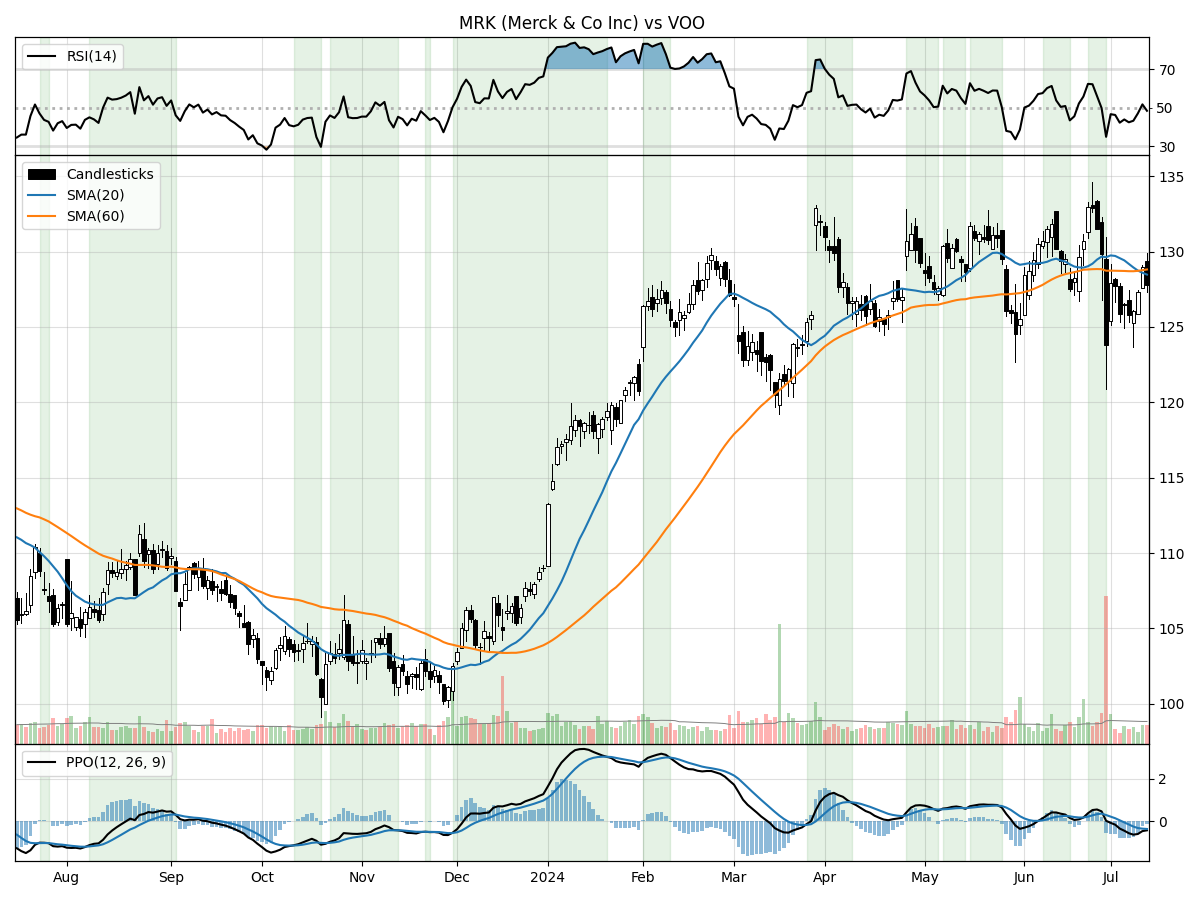 MRK (Merck & Co Inc) vs VOO
RSI(14)
70
50
30
Candlesticks
SMA(20)
SMA(60)
135
130
125
120
115
110
105
100
PPO(12, 26, 9)
2
0
Aug Sep Oct Nov Dec 2024 Feb Mar Apr May Jun Jul